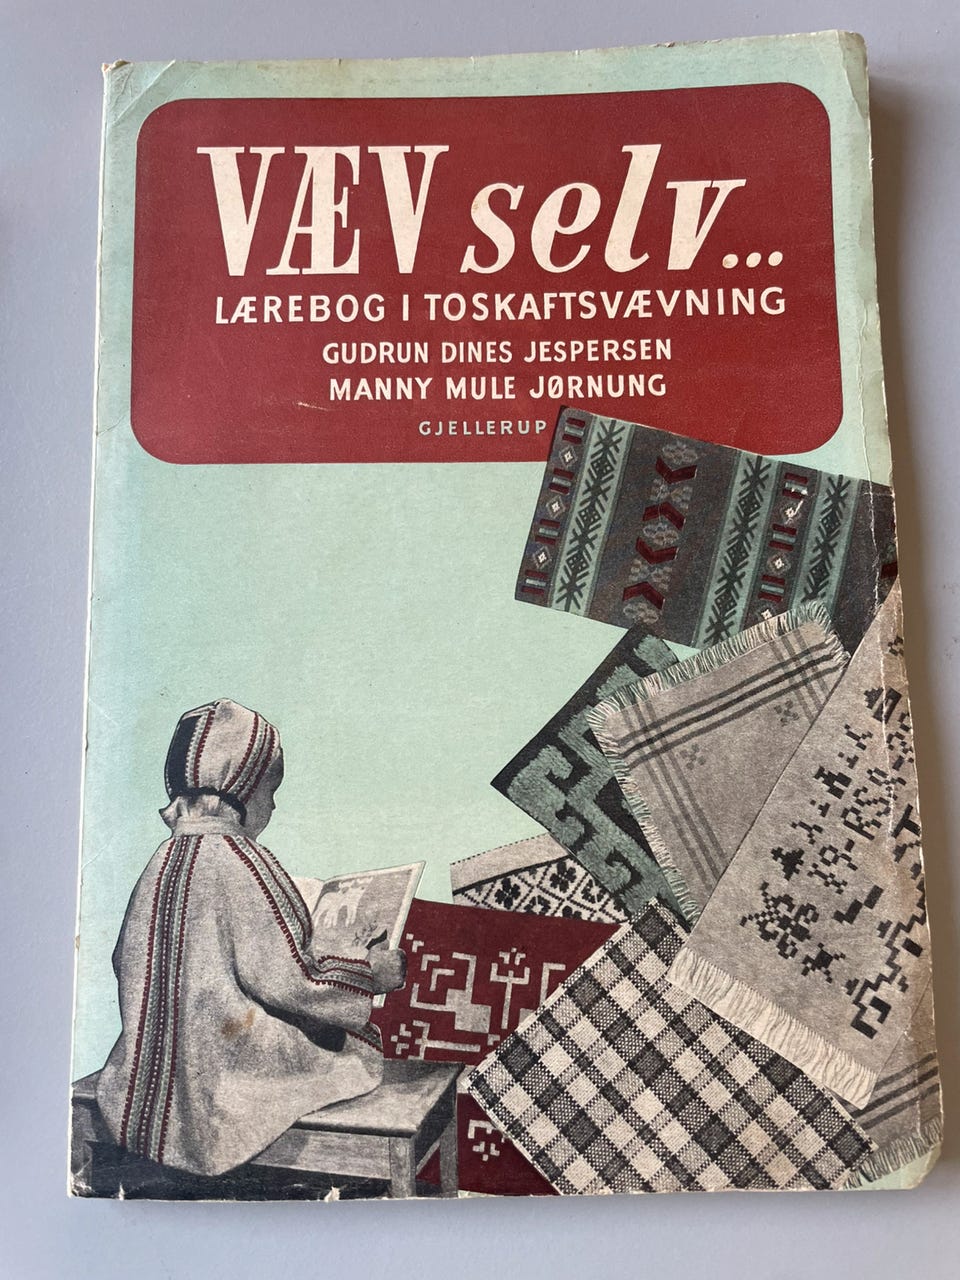 VÆV selv...
LÆREBOG I TOSKAFTSVÆVNING
GUDRUN DINES JESPERSEN
MANNY MULE JØRNUNG
GJELLERUP